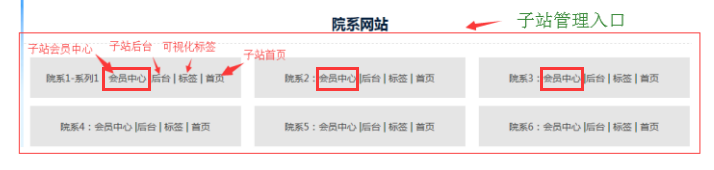 院系网站
子站管理入口
子站会员中心 子站后台 可视化标签 子站首页
院系1-系列1 会员中心 后台 | 标签 | 首页
院系2：会员中心 |后台 | 标签 | 首页
院系3：会员中心 |后台 | 标签 | 首页
院系4：会员中心 |后台 | 标签 | 首页
院系5：会员中心 |后台 | 标签 | 首页
院系6：会员中心 |后台 | 标签 | 首页